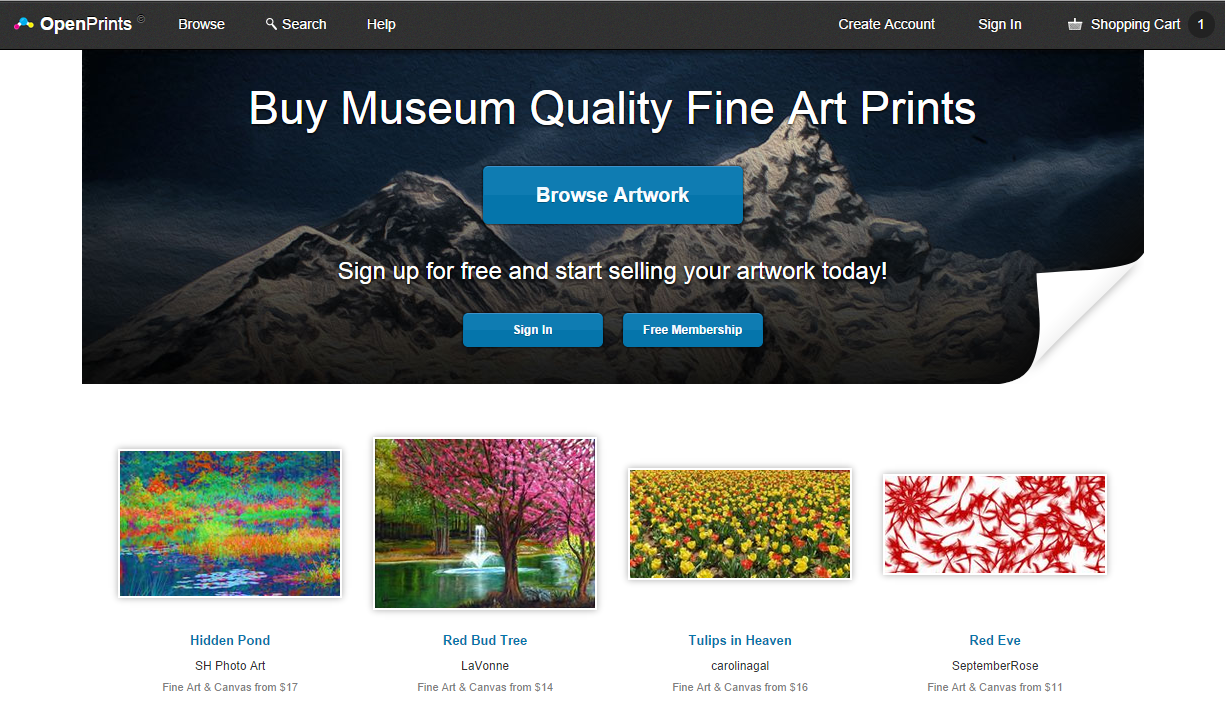 OpenPrints © Browse Search Help Create Account Sign In Shopping Cart 1
Buy Museum Quality Fine Art Prints
Browse Artwork
Sign up for free and start selling your artwork today!
Sign In Free Membership
Hidden Pond Red Bud Tree Tulips in Heaven Red Eve
SH Photo Art LaVonne carolinagal SeptemberRose
Fine Art & Canvas from $17 Fine Art & Canvas from $14 Fine Art & Canvas from $16 Fine Art & Canvas from $11